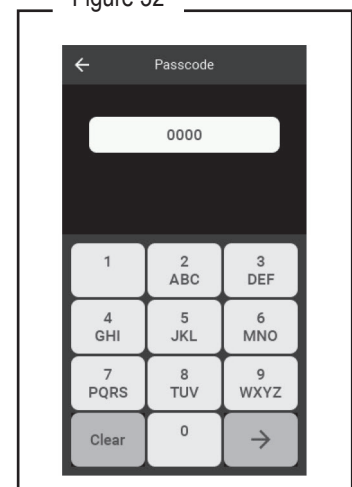 Figure 52
Passcode
0000
1 2 3
ABC DEF
4 5 6
GHI JKL MNO
7 8 9
PQRS TUV WXYZ
Clear 0